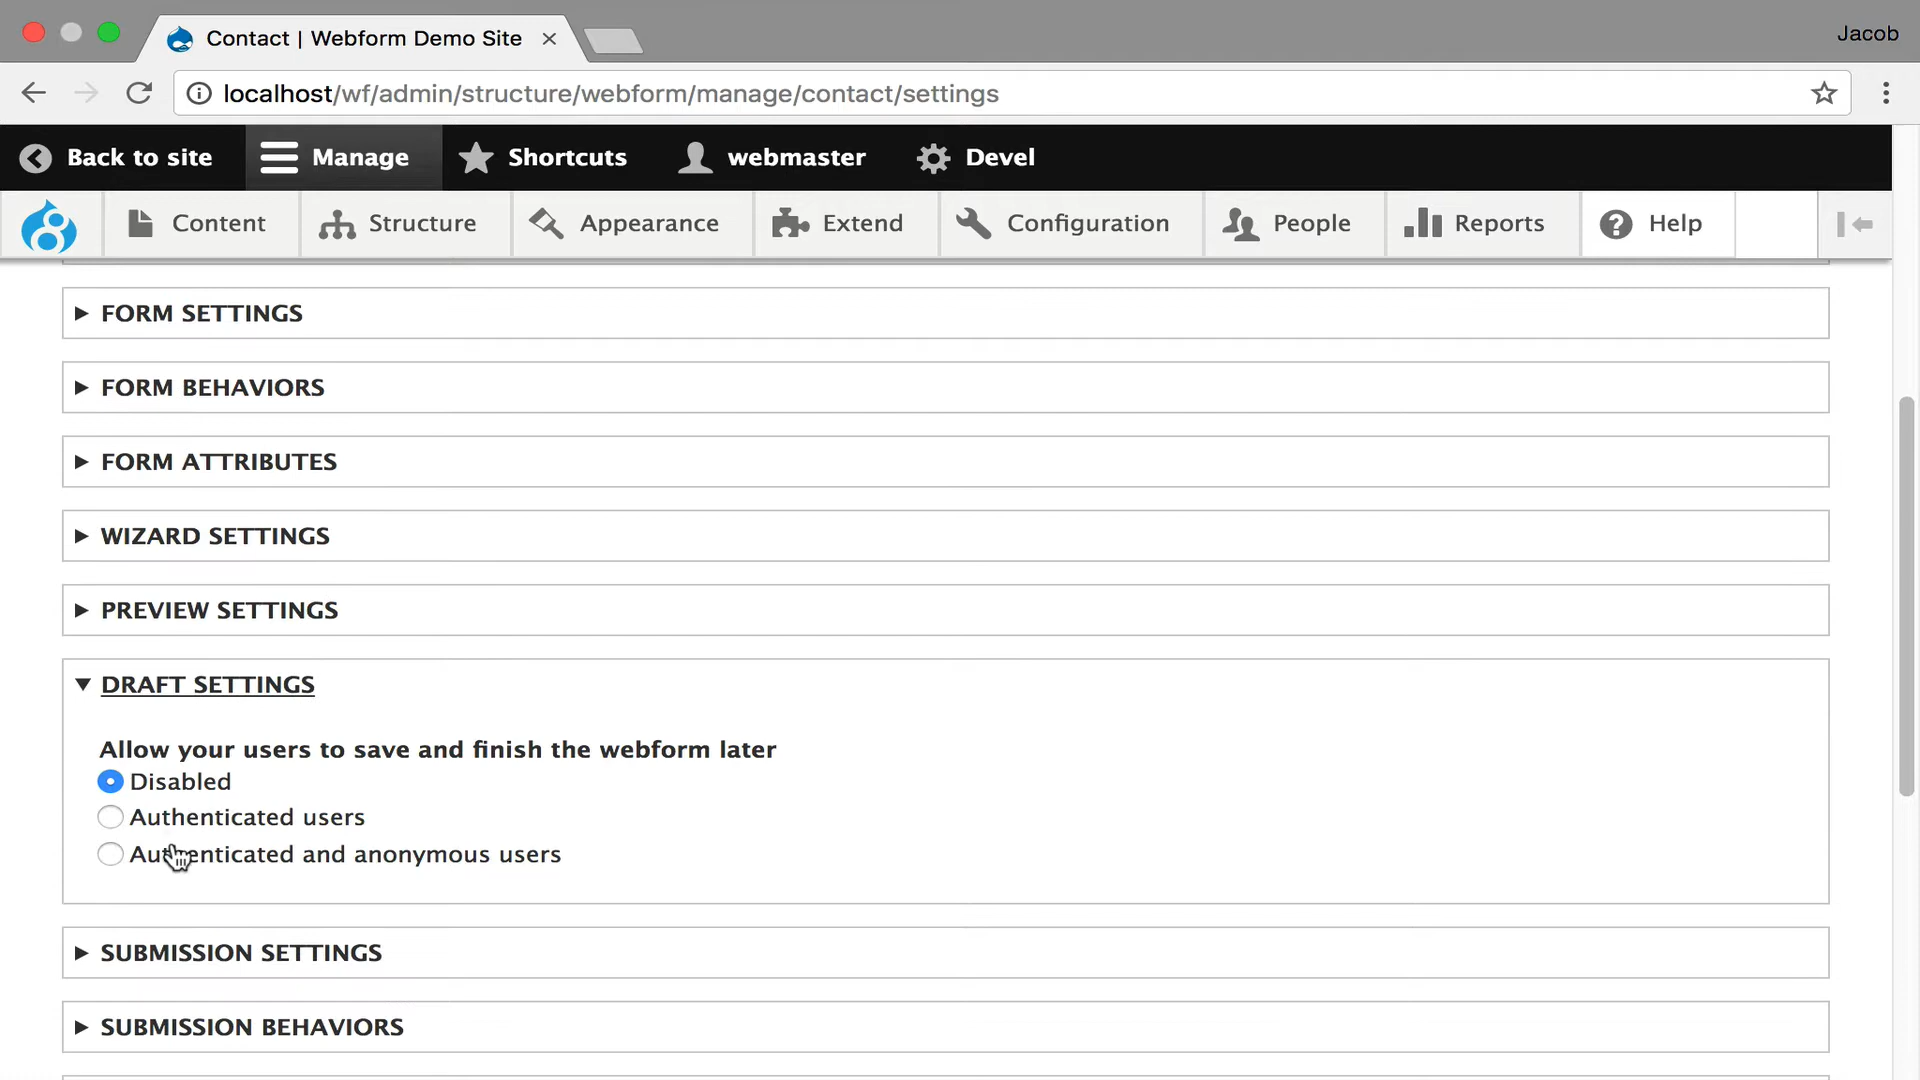 Contact | Webform Demo Site
Jacob
localhost/wf/admin/structure/webform/manage/contact/settings
Back to site Manage Shortcuts webmaster Devel
Content Structure Appearance Extend Configuration People Reports Help
FORM SETTINGS
FORM BEHAVIORS
FORM ATTRIBUTES
WIZARD SETTINGS
PREVIEW SETTINGS
DRAFT SETTINGS
Allow your users to save and finish the webform later
Disabled
Authenticated users
Authenticated and anonymous users
SUBMISSION SETTINGS
SUBMISSION BEHAVIORS